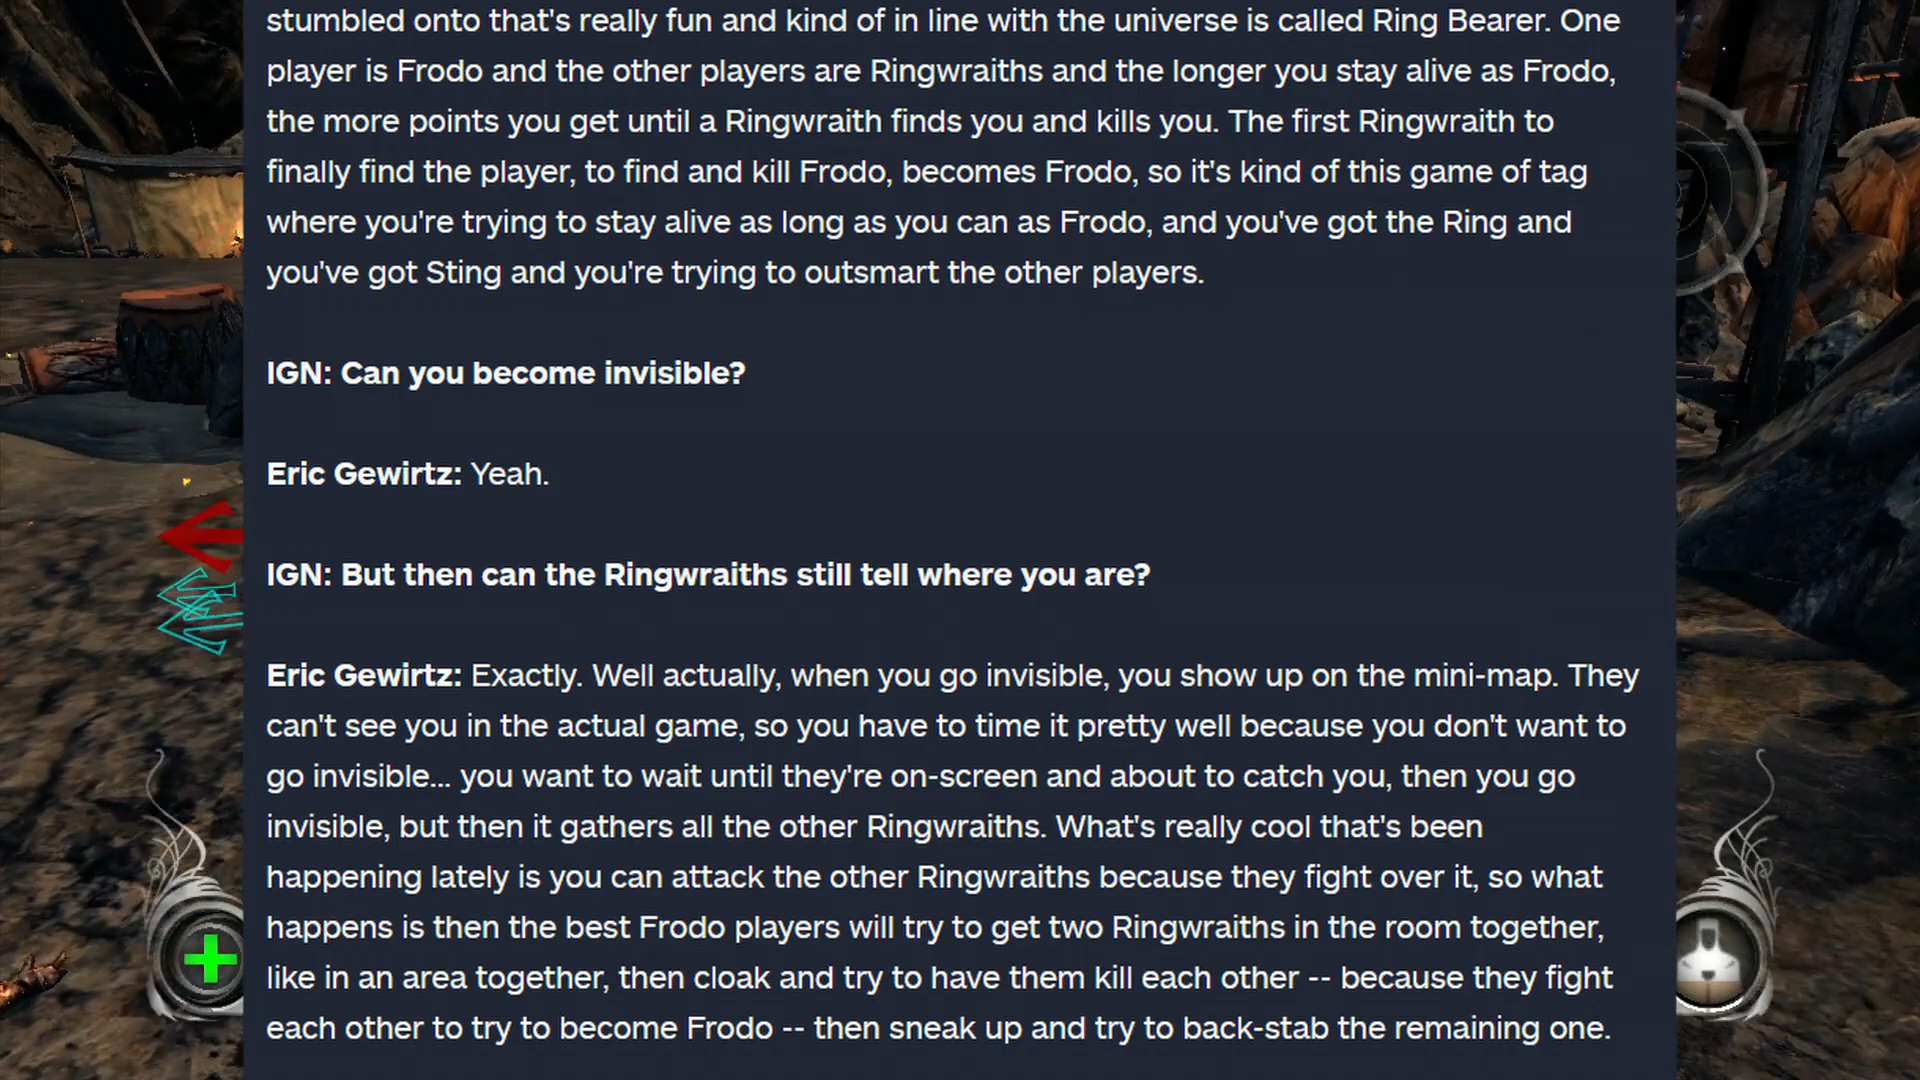 stumbled onto that's really fun and kind of in line with the universe is called Ring Bearer. One
player is Frodo and the other players are Ringwraiths and the longer you stay alive as Frodo,
the more points you get until a Ringwraith finds you and kills you. The first Ringwraith to
finally find the player, to find and kill Frodo, becomes Frodo, so it's kind of this game of tag
where you're trying to stay alive as long as you can as Frodo, and you've got the Ring and
you've got Sting and you're trying to outsmart the other players.
IGN: Can you become invisible?
Eric Gewirtz: Yeah.
IGN: But then can the Ringwraiths still tell where you are?
Eric Gewirtz: Exactly. Well actually, when you go invisible, you show up on the mini-map. They
can't see you in the actual game, so you have to time it pretty well because you don't want to
go invisible... you want to wait until they're on-screen and about to catch you, then you go
invisible, but then it gathers all the other Ringwraiths. What's really cool that's been
happening lately is you can attack the other Ringwraiths because they fight over it, so what
happens is then the best Frodo players will try to get two Ringwraiths in the room together,
like in an area together, then cloak and try to have them kill each other -- because they fight
each other to try to become Frodo -- then sneak up and try to back-stab the remaining one.